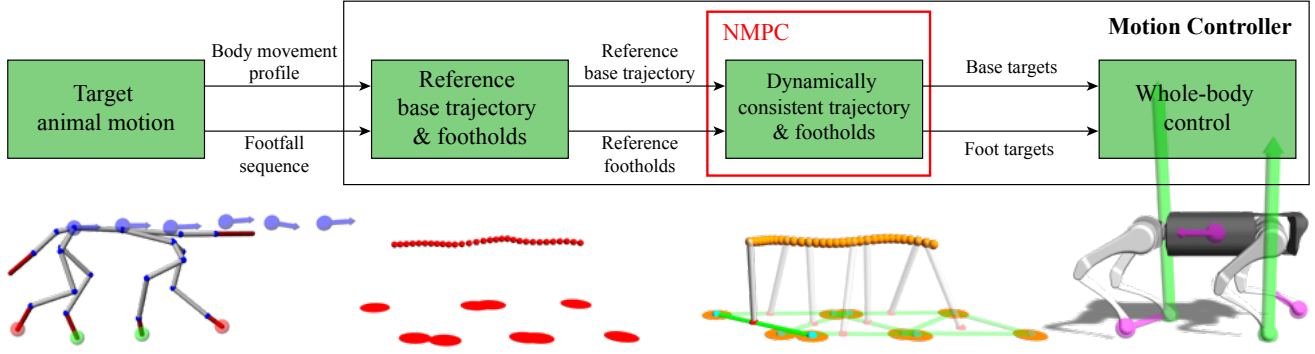 NMPC
Motion Controller
Target
animal motion
Body movement
profile
Footfall
sequence
Reference
base trajectory
& footholds
Reference
base trajectory
Reference
footholds
Dynamically
consistent trajectory
& footholds
Base targets
Foot targets
Whole-body
control